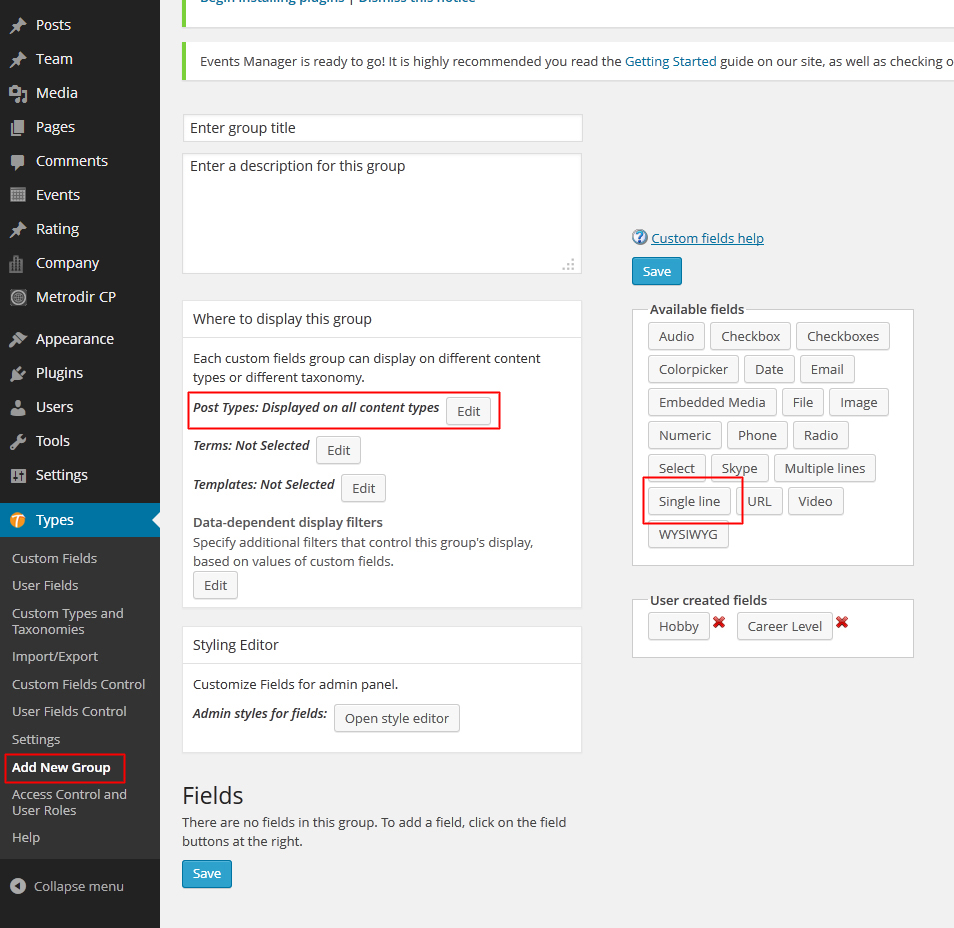 Posts
Team
Media
Pages
Comments
Events
Rating
Company
Metrodir CP
Appearance
Plugins
Users
Tools
Settings
Types
Custom Fields
User Fields
Custom Types and
Taxonomies
Import/Export
Custom Fields Control
User Fields Control
Settings
Add New Group
Access Control and
User Roles
Help
Collapse menu
Begin installing plugins | Dismiss this notice
Events Manager is ready to go! It is highly recommended you read the Getting Started guide on our site, as well as checking o
Enter group title
Enter a description for this group
Where to display this group
Each custom fields group can display on different content
types or different taxonomy.
Post Types: Displayed on all content types Edit
Terms: Not Selected Edit
Templates: Not Selected Edit
Data-dependent display filters
Specify additional filters that control this group's display,
based on values of custom fields.
Edit
Styling Editor
Customize Fields for admin panel.
Admin styles for fields: Open style editor
Fields
There are no fields in this group. To add a field, click on the field
buttons at the right.
Save
Custom fields help
Save
Available fields
Audio Checkbox Checkboxes
Colorpicker Date Email
Embedded Media File Image
Numeric Phone Radio
Select Skype Multiple lines
Single line URL Video
WYSIWYG
User created fields
Hobby Career Level